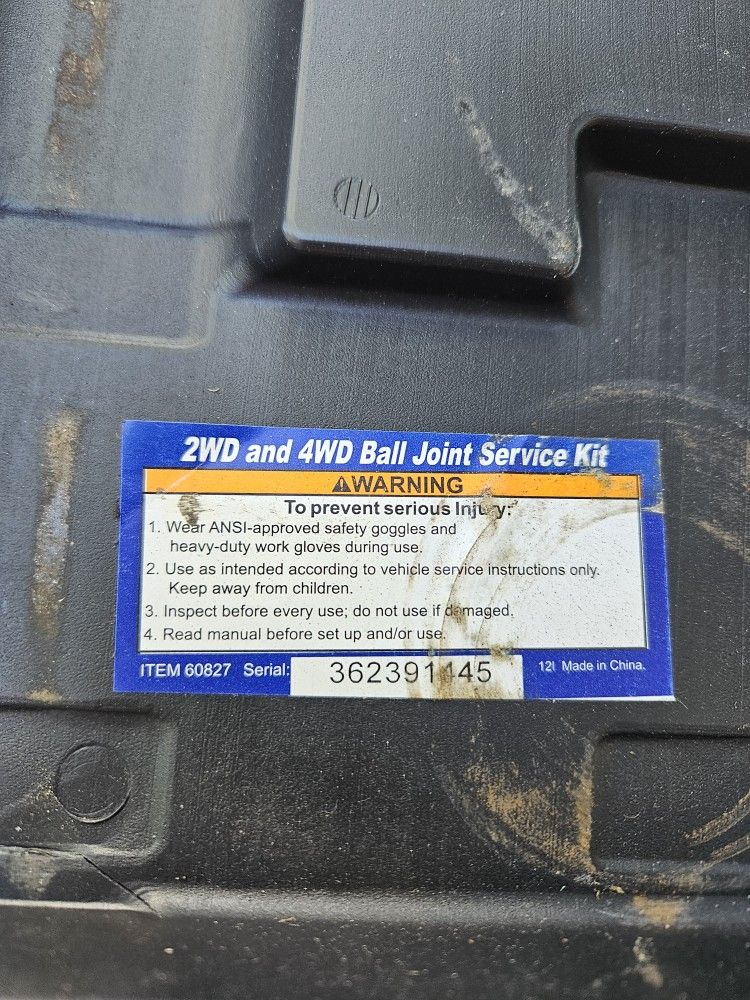 2WD and 4WD Ball Joint Service Kit
⚠WARNING
To prevent serious Injury:
1. Wear ANSI-approved safety goggles and
heavy-duty work gloves during use.
2. Use as intended according to vehicle service instructions only.
Keep away from children.
3. Inspect before every use; do not use if damaged.
4. Read manual before set up and/or use.
ITEM 60827 Serial: 362391445 12I Made in China.